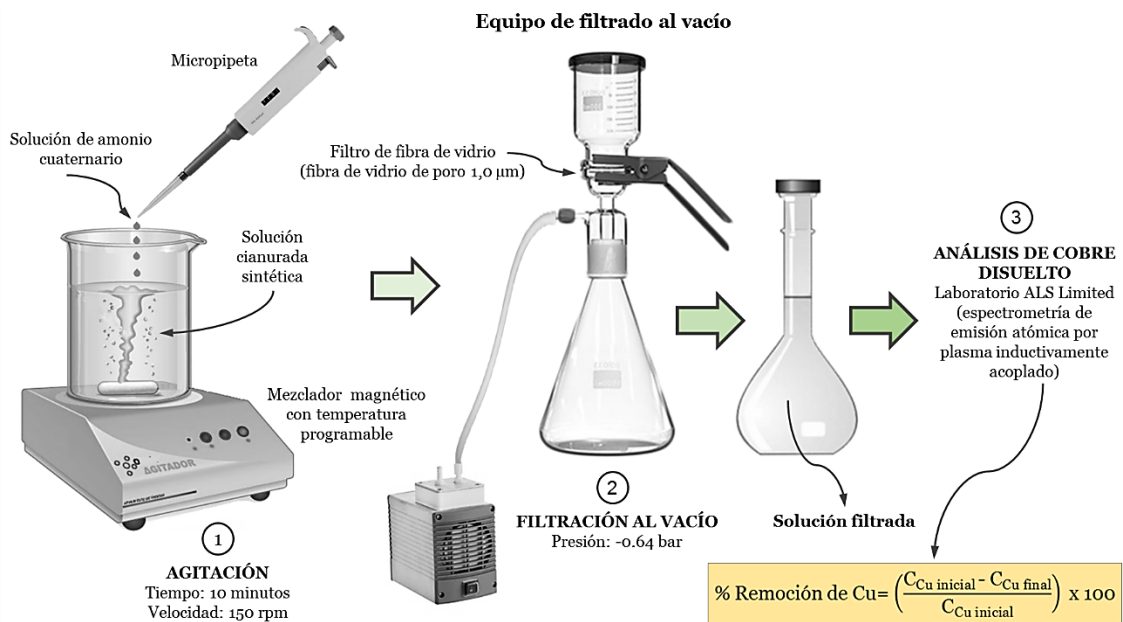 Equipo de filtrado al vacío
Micropipeta
Solución de amonio
cuaternario
Filtro de fibra de vidrio
(fibra de vidrio de poro 1,0 µm)
Solución
cianurada
sintética
Mezclador magnético
con temperatura
programable
AGITADOR
1
AGITACIÓN
Tiempo: 10 minutos
Velocidad: 150 rpm
2
FILTRACIÓN AL VACÍO
Presión: -0.64 bar
Solución filtrada
3
ANÁLISIS DE COBRE
DISUELTO
Laboratorio ALS Limited
(espectrometría de
emisión atómica por
plasma inductivamente
acoplado)
% Remoción de Cu= (C Cu inicial - C Cu final / C Cu inicial) x 100